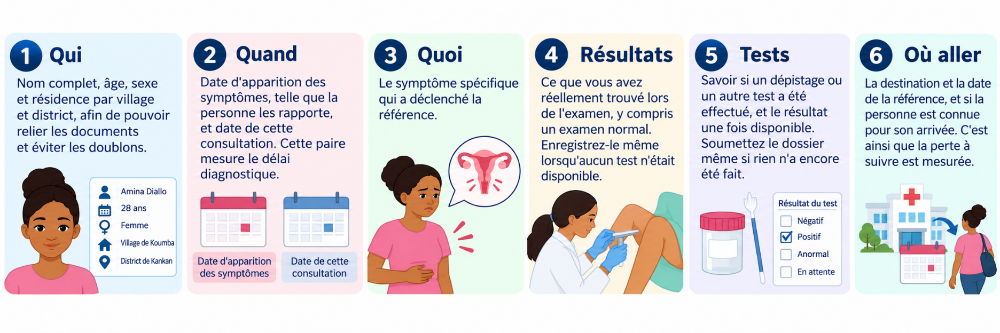 1 Qui
Nom complet, âge, sexe
et résidence par village
et district, afin de pouvoir
relier les documents
et éviter les doublons.
Amina Diallo
28 ans
Femme
Village de Koumba
District de Kankan
2 Quand
Date d'apparition des
symptômes, telle que la
personne les rapporte,
et date de cette
consultation. Cette paire
mesure le délai
diagnostique.
Date d'apparition
des symptômes
Date de cette
consultation
3 Quoi
Le symptôme spécifique
qui a déclenché la
référence.
4 Résultats
Ce que vous avez
réellement trouvé lors
de l'examen, y compris
un examen normal.
Enregistrez-le même
lorsqu'aucun test n'était
disponible.
5 Tests
Savoir si un dépistage ou
un autre test a été
effectué, et le résultat
une fois disponible.
Soumettez le dossier
même si rien n'a encore
été fait.
Résultat du test
Négatif
Positif
Anormal
En attente
6 Où aller
La destination et la date
de la référence, et si la
personne est connue
pour son arrivée. C'est
ainsi que la perte à
suivre est mesurée.